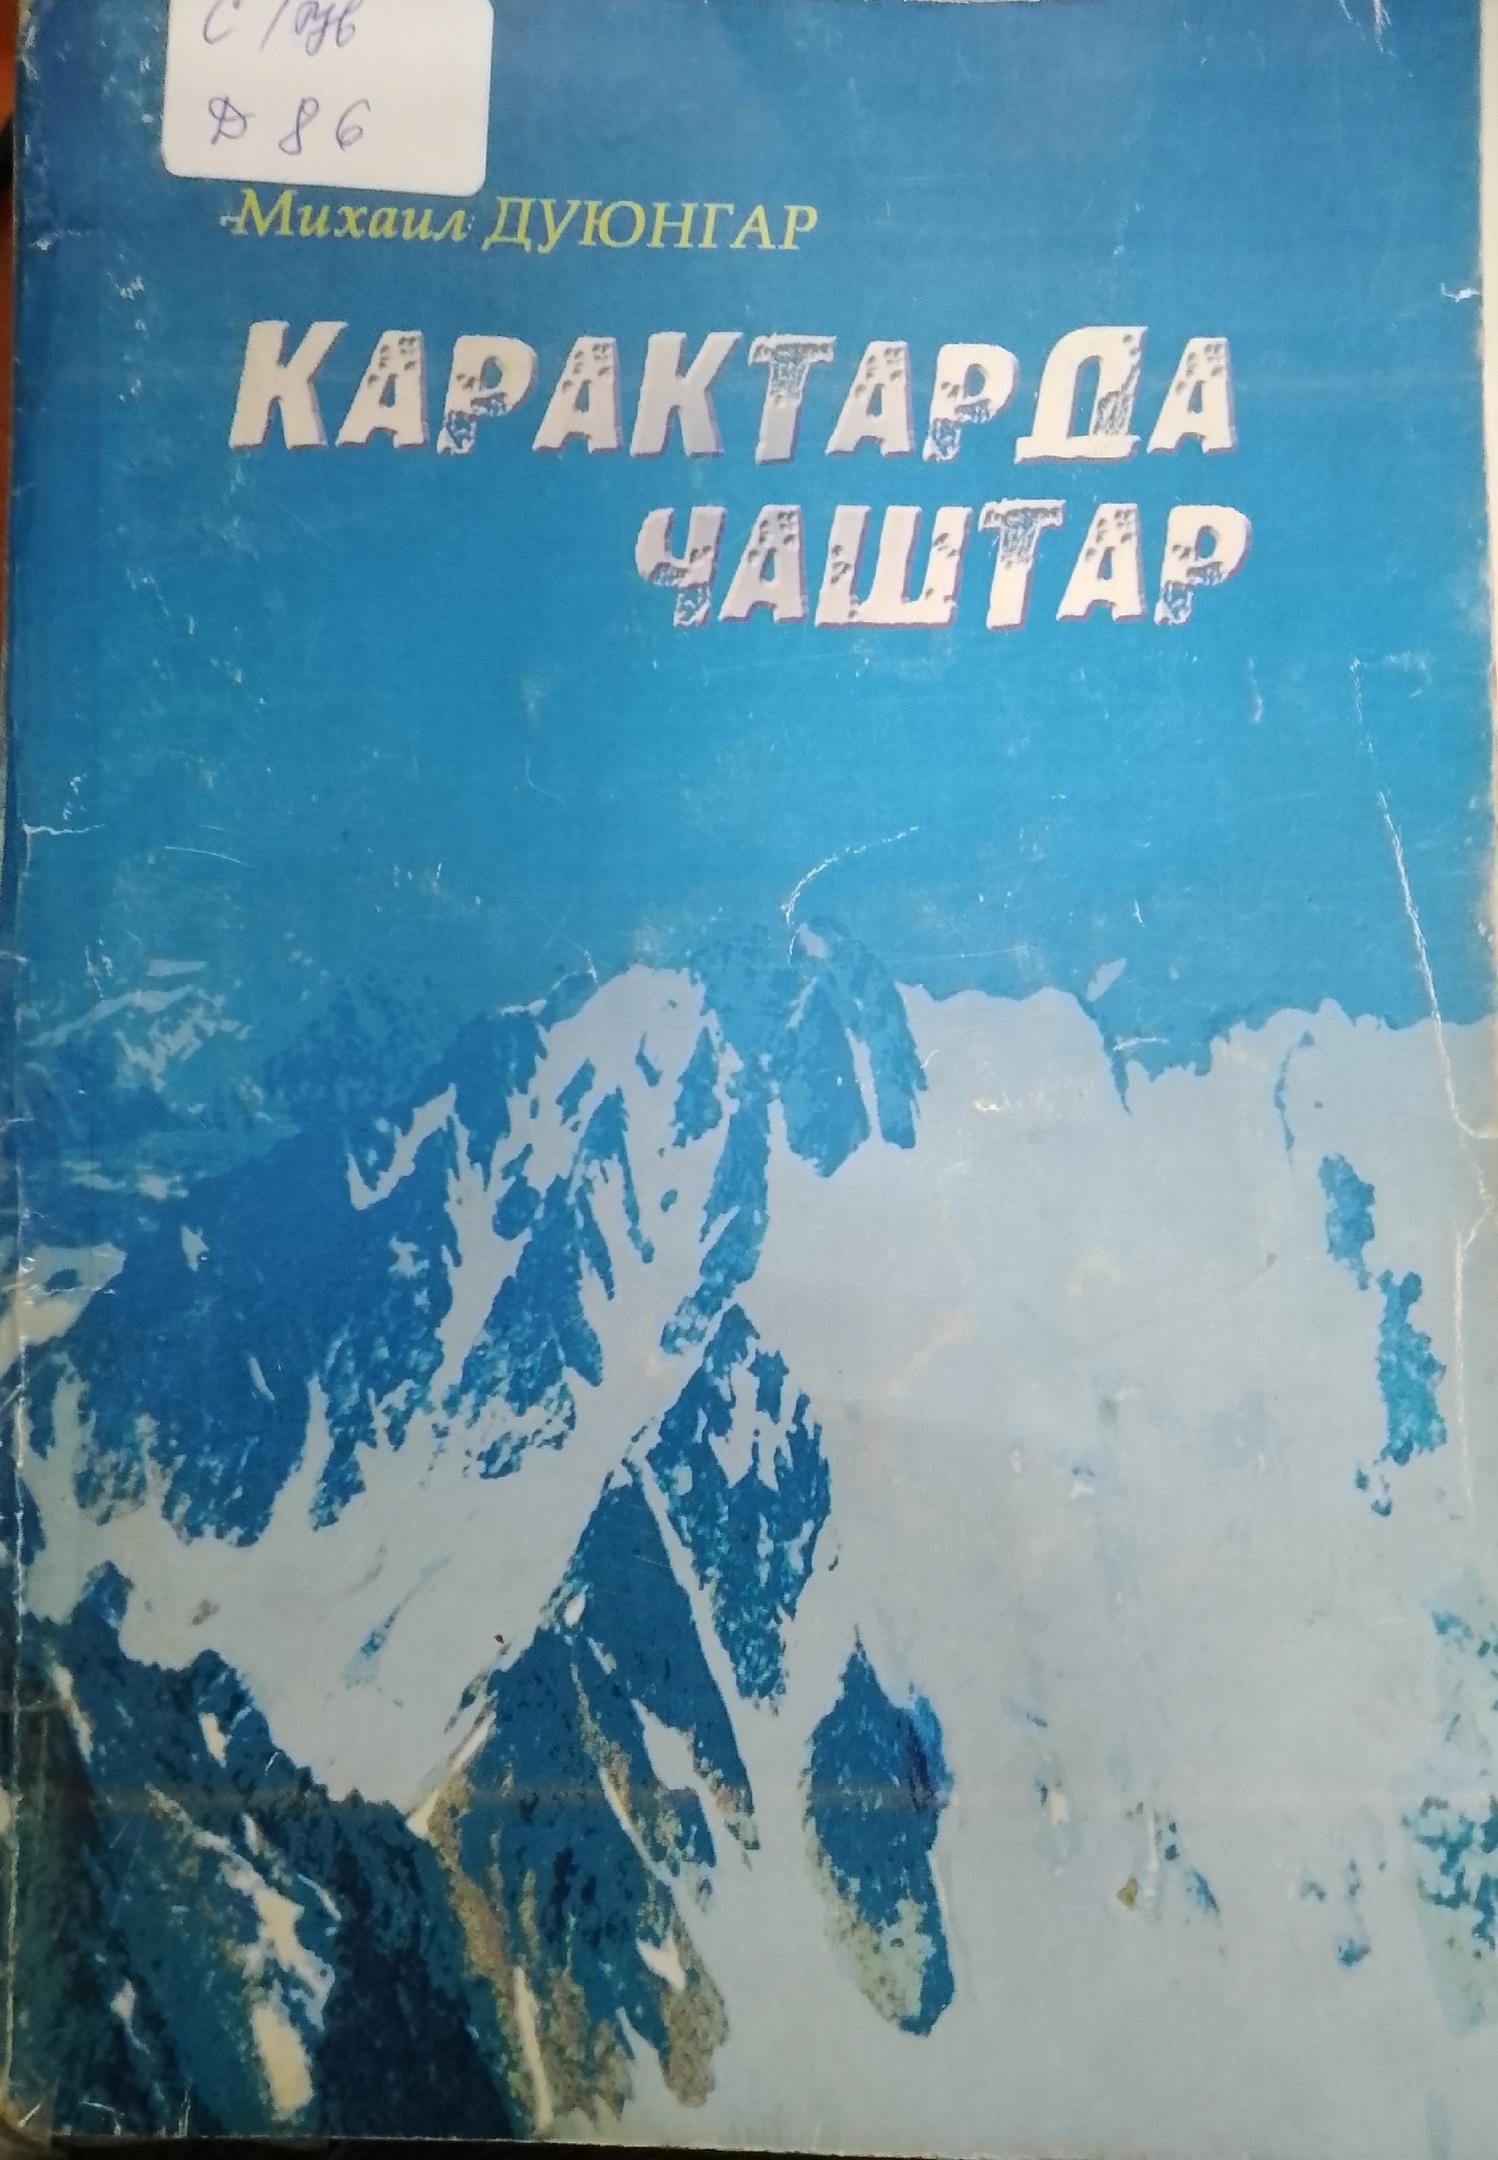 С/тув
Д 86
Михаил ДУЮНГАР
КАРАКТАРДА
ЧАШТАР